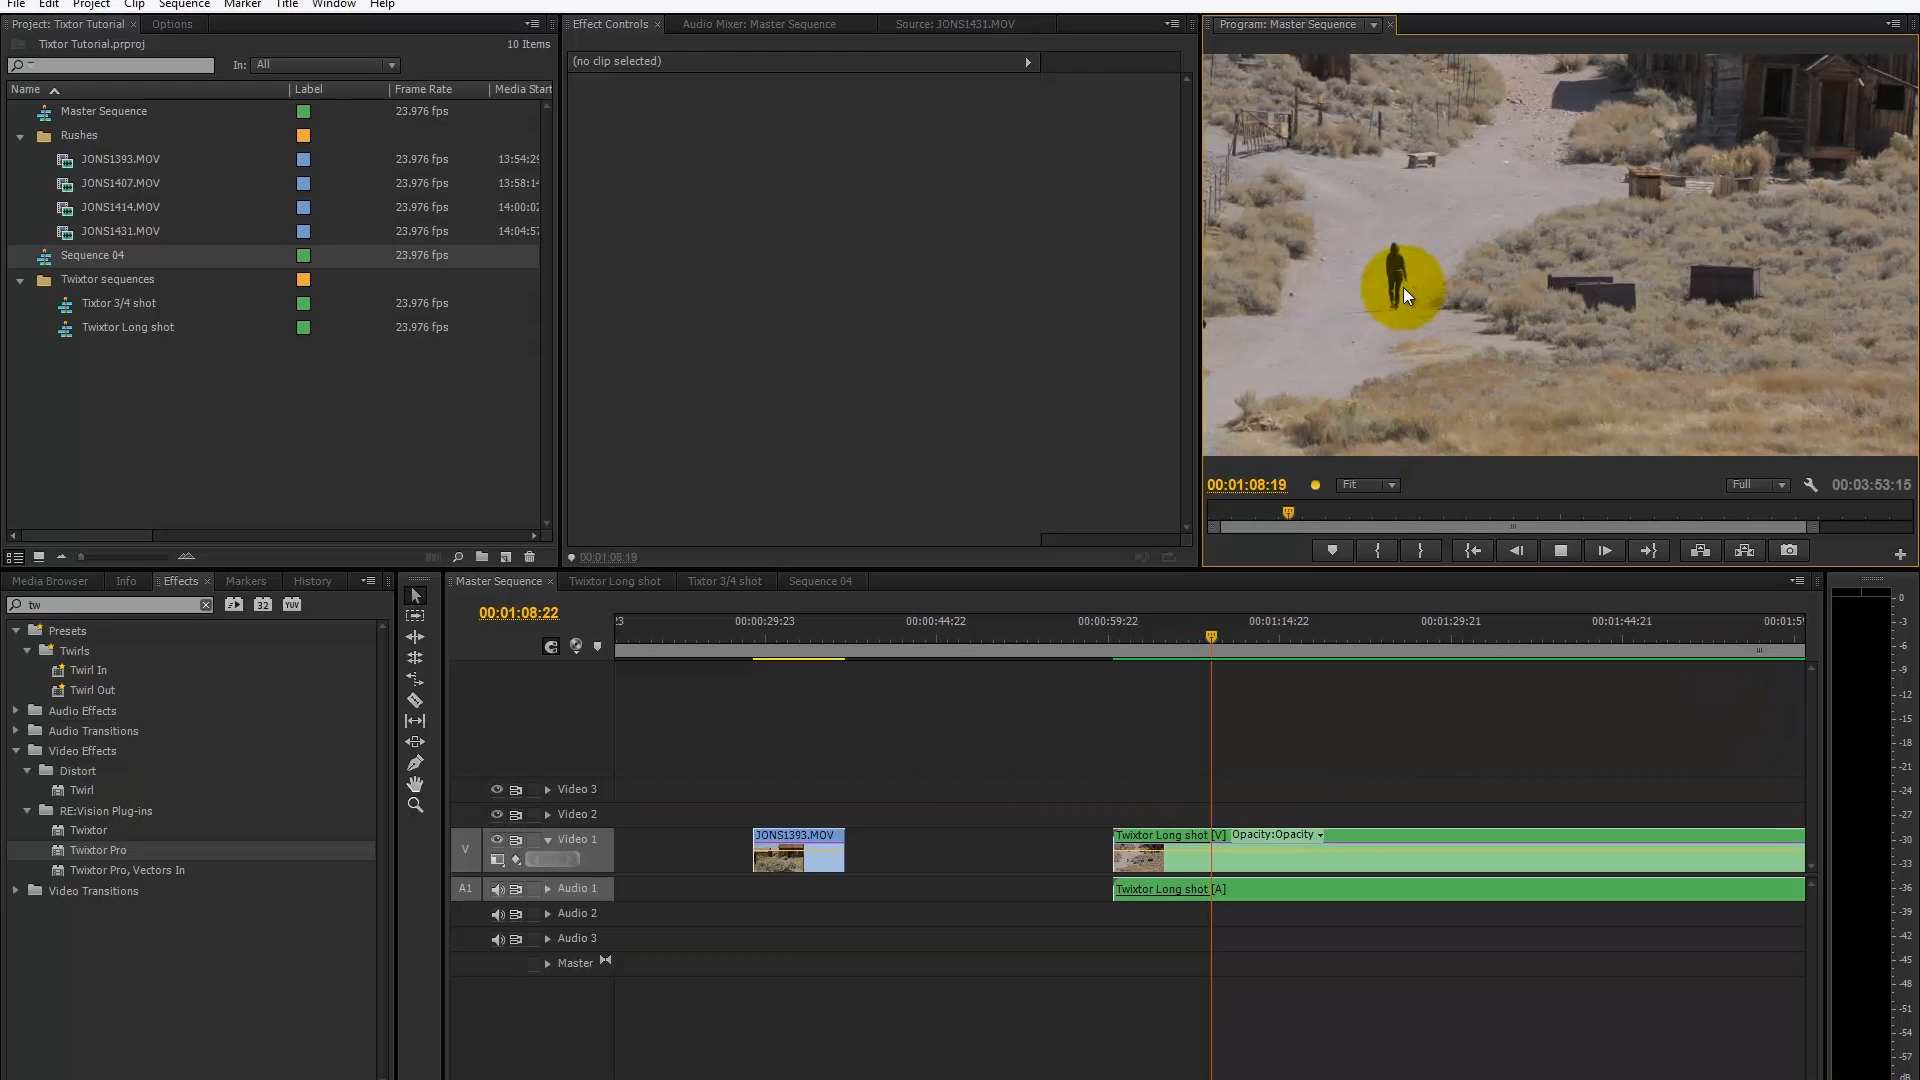 File Edit Project Clip Sequence Marker Title Window Help
Project: Tixtor Tutorial × Options
Tixtor Tutorial.prproj 10 Items
In: All
Name Label Frame Rate Media Start
Master Sequence 23.976 fps
Rushes
JONS1393.MOV 23.976 fps 13:54:29
JONS1407.MOV 23.976 fps 13:58:14
JONS1414.MOV 23.976 fps 14:00:02
JONS1431.MOV 23.976 fps 14:04:57
Sequence 04 23.976 fps
Twixtor sequences
Tixtor 3/4 shot 23.976 fps
Twixtor Long shot 23.976 fps
Effect Controls × Audio Mixer: Master Sequence Source: JONS1431.MOV
(no clip selected)
00:01:08:19
Program: Master Sequence ×
00:01:08:19 Fit Full 00:03:53:15
Media Browser Info Effects × Markers History
tw 32 YUV
Presets
Twirls
Twirl In
Twirl Out
Audio Effects
Audio Transitions
Video Effects
Distort
Twirl
RE:Vision Plug-ins
Twixtor
Twixtor Pro
Twixtor Pro, Vectors In
Video Transitions
Master Sequence × Twixtor Long shot Tixtor 3/4 shot Sequence 04
00:01:08:22
23 00:00:29:23 00:00:44:22 00:00:59:22 00:01:14:22 00:01:29:21 00:01:44:21 00:01:59
Video 3
Video 2
V Video 1 JONS1393.MOV Twixtor Long shot [V] Opacity:Opacity
A1 Audio 1 Twixtor Long shot [A]
Audio 2
Audio 3
Master
0
-3
-6
-9
-12
-15
-18
-21
-24
-27
-30
-33
-36
-39
-42
-45
-48
-51
-54
-57
dB